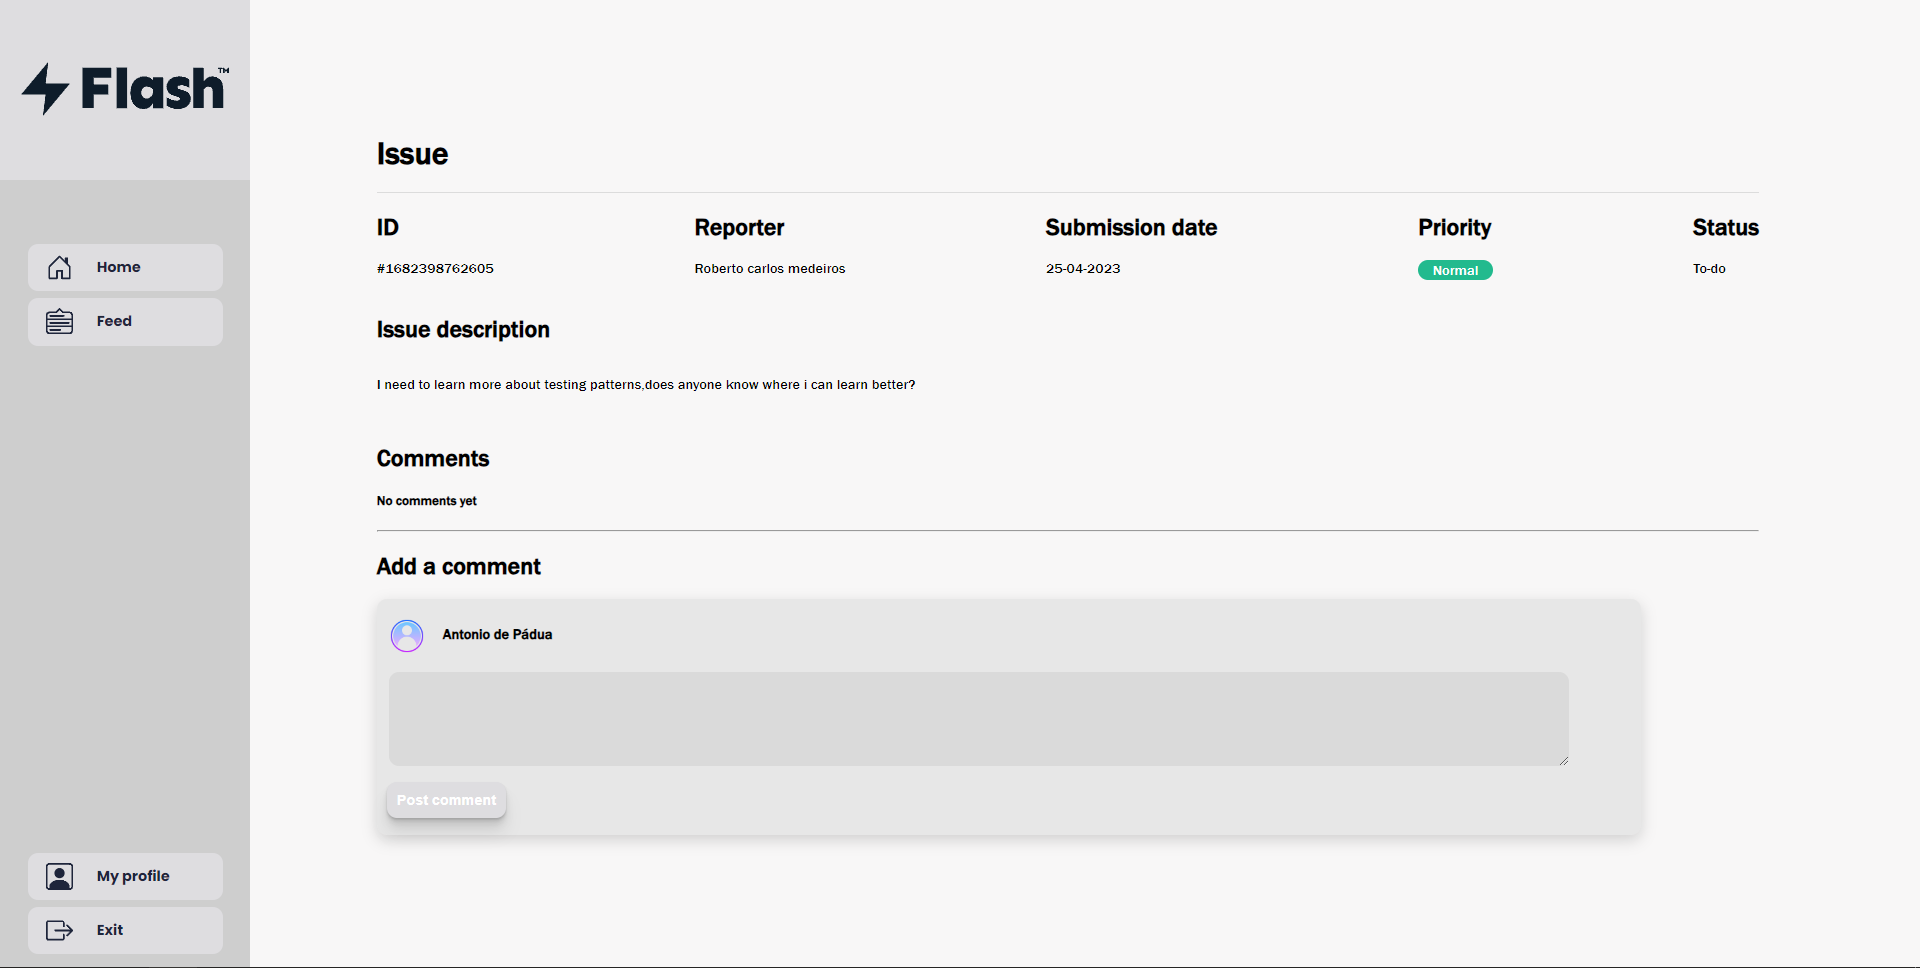 Flash™
Home
Feed
My profile
Exit
Issue
ID Reporter Submission date Priority Status
#1682398762605 Roberto carlos medeiros 25-04-2023 Normal To-do
Issue description
I need to learn more about testing patterns,does anyone know where i can learn better?
Comments
No comments yet
Add a comment
Antonio de Pádua
Post comment